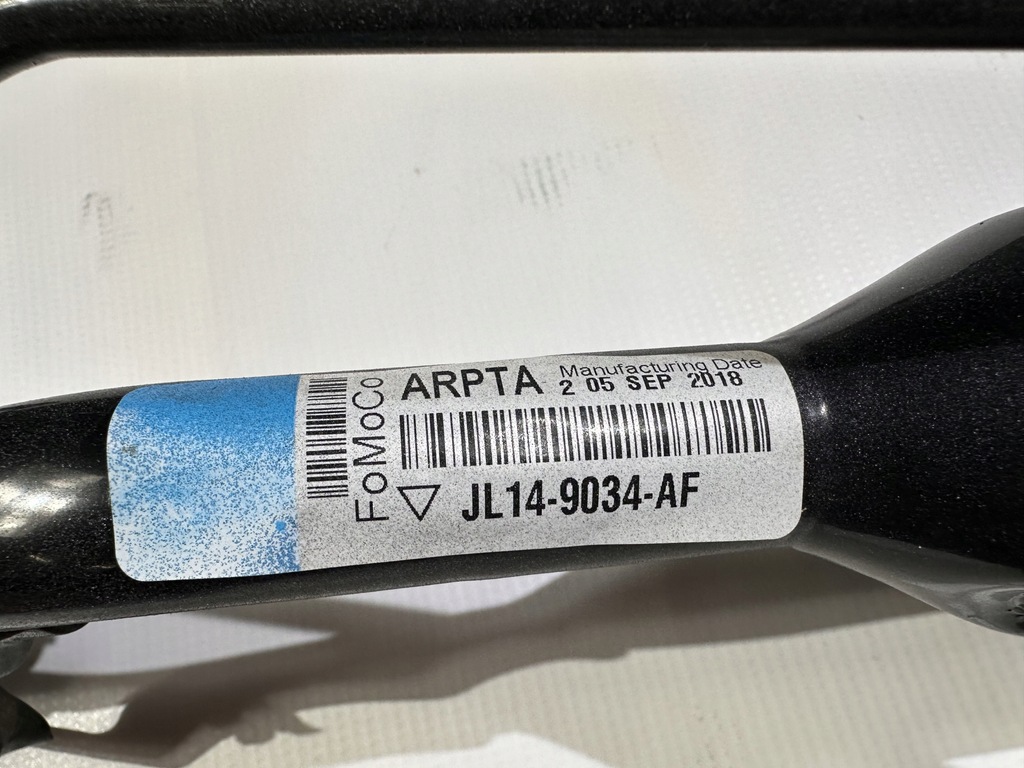 FoMoCo
ARPTA
Manufacturing Date
2 05 SEP 2018
JL14-9034-AF